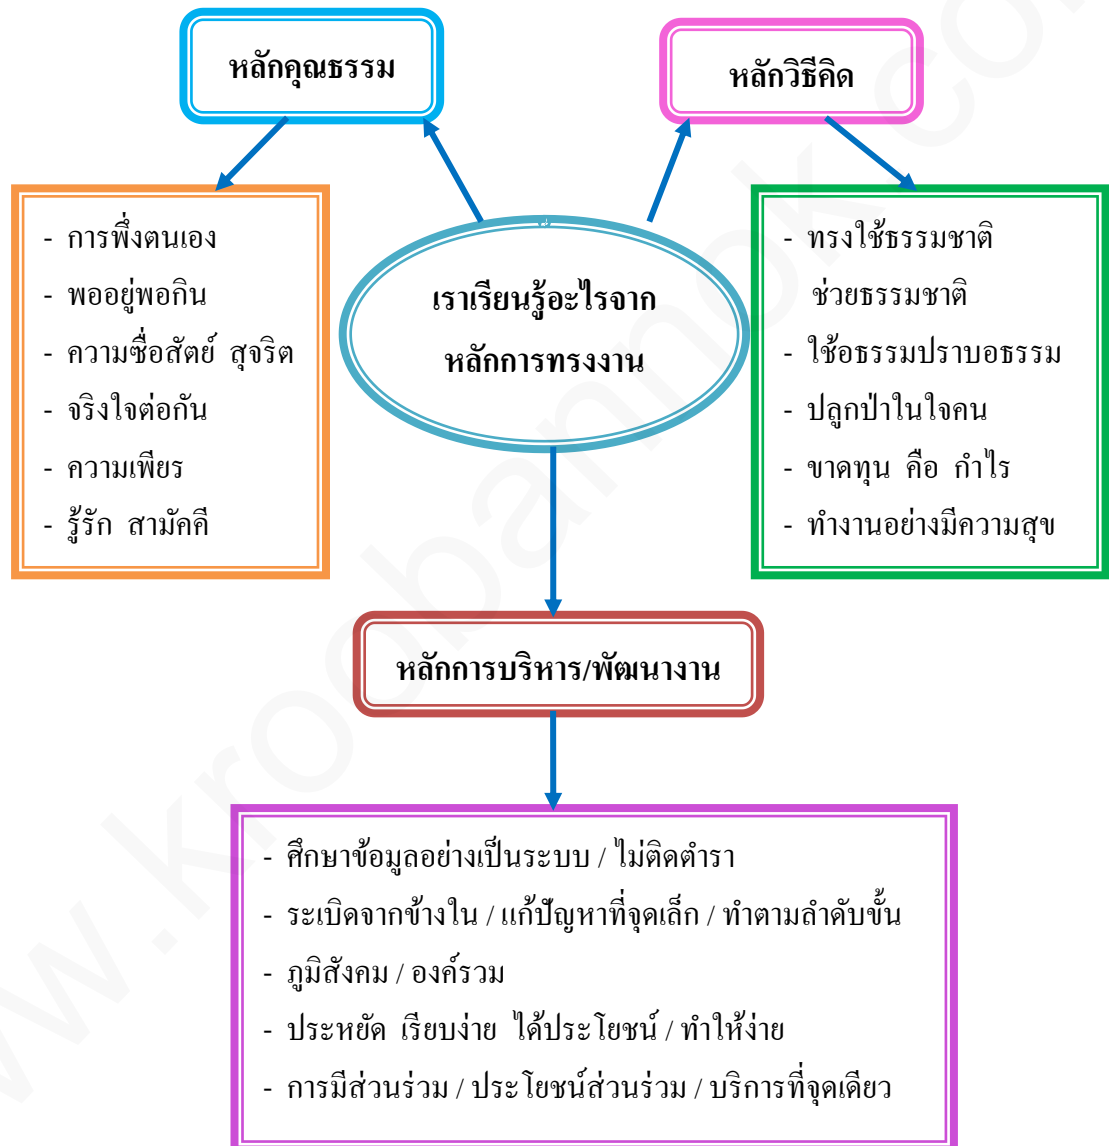 หลักคุณธรรม
หลักวิธีคิด
- การพึ่งตนเอง
- พออยู่พอกิน
- ความซื่อสัตย์ สุจริต
- จริงใจต่อกัน
- ความเพียร
- รู้รัก สามัคคี
เราเรียนรู้อะไรจาก
หลักการทรงงาน
- ทรงใช้ธรรมชาติ
ช่วยธรรมชาติ
- ใช้อธรรมปราบอธรรม
- ปลูกป่าในใจคน
- ขาดทุน คือ กำไร
- ทำงานอย่างมีความสุข
หลักการบริหาร/พัฒนางาน
- ศึกษาข้อมูลอย่างเป็นระบบ / ไม่ติดตำรา
- ระเบิดจากข้างใน / แก้ปัญหาที่จุดเล็ก / ทำตามลำดับขั้น
- ภูมิสังคม / องค์รวม
- ประหยัด เรียบง่าย ได้ประโยชน์ / ทำให้ง่าย
- การมีส่วนร่วม / ประโยชน์ส่วนร่วม / บริการที่จุดเดียว